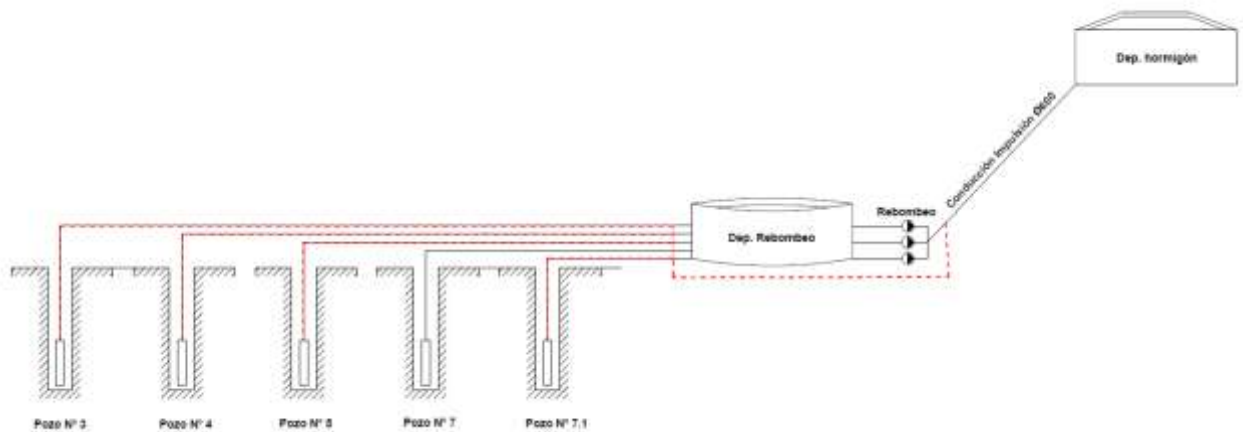 Dep. hormigón
Conducción Impulsión Ø600
Rebombeo
Dep. Rebombeo
Pozo Nº 3
Pozo Nº 4
Pozo Nº
Pozo Nº 7
Pozo Nº 7.1